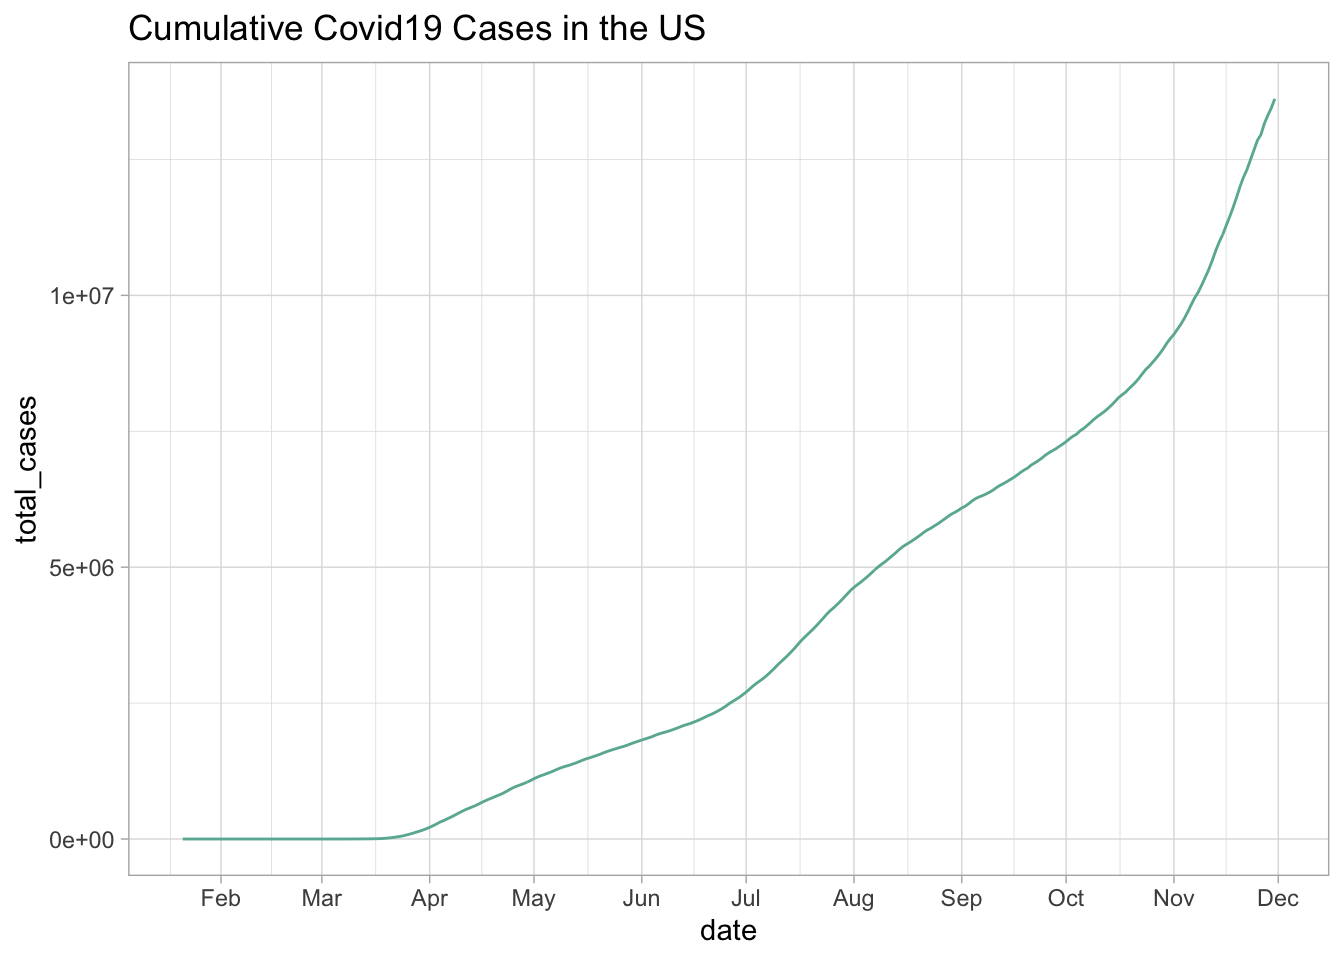 Cumulative Covid19 Cases in the US
total_cases
1e+07
5e+06
0e+00
Feb Mar Apr May Jun Jul Aug Sep Oct Nov Dec
date